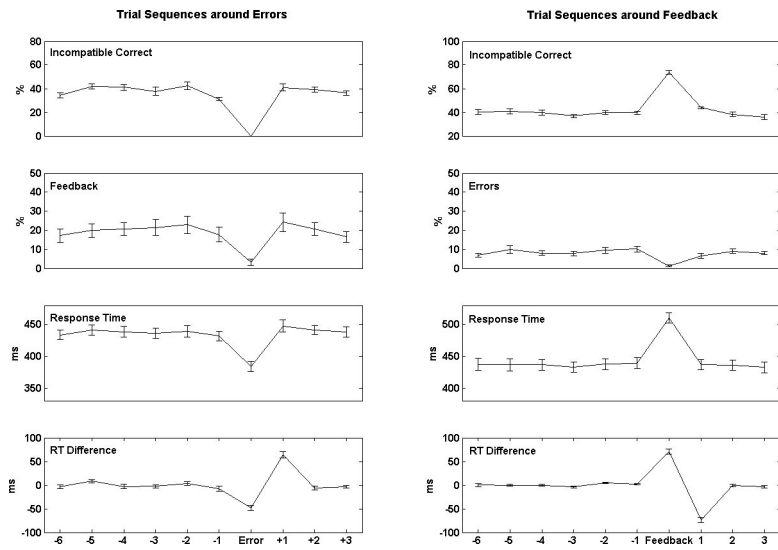 Trial Sequences around Errors
Incompatible Correct
80
60
40
20
0
%
Feedback
50
40
30
20
10
0
%
Response Time
450
400
350
ms
RT Difference
100
50
0
-50
-100
ms
-6 -5 -4 -3 -2 -1 Error +1 +2 +3
Trial Sequences around Feedback
Incompatible Correct
100
80
60
40
20
%
Errors
50
40
30
20
10
0
%
Response Time
500
450
400
ms
RT Difference
100
50
0
-50
-100
ms
-6 -5 -4 -3 -2 -1 Feedback 1 2 3